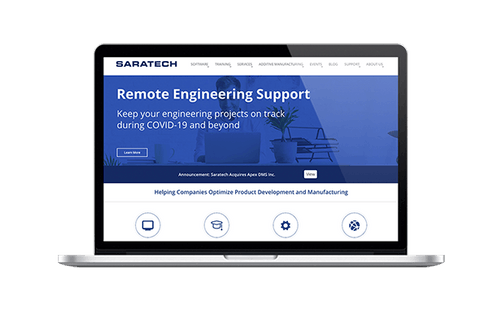 SARATECH
SOFTWARE TRAINING SERVICES ADDITIVE MANUFACTURING EVENTS BLOG SUPPORT ABOUT US
Remote Engineering Support
Keep your engineering projects on track
during COVID-19 and beyond
Learn More
Announcement: Saratech Acquires Apex DMS Inc.
View
Helping Companies Optimize Product Development and Manufacturing